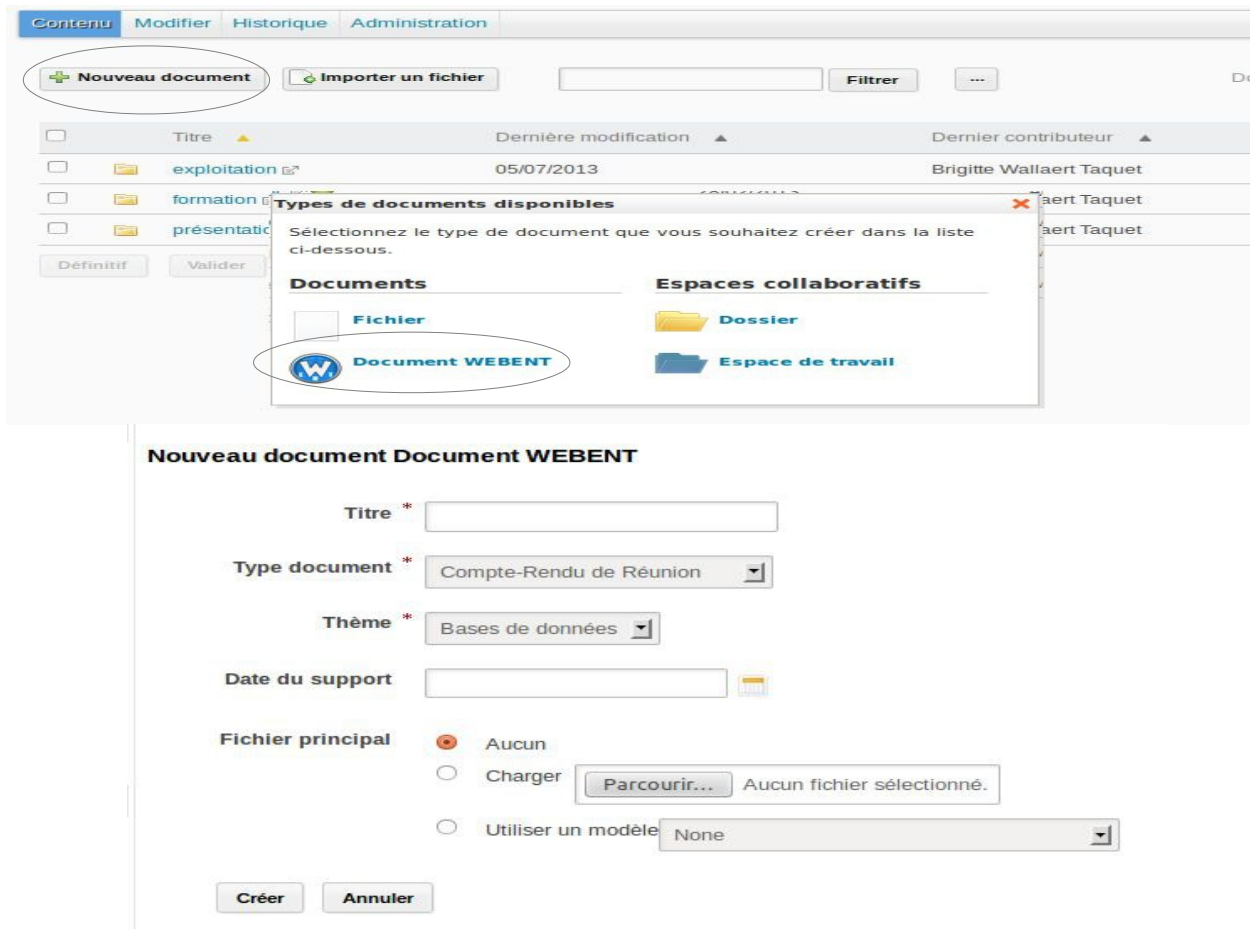 Contenu Modifier Historique Administration
Nouveau document Importer un fichier Filtrer ...
Titre Dernière modification Dernier contributeur
exploitation 05/07/2013 Brigitte Wallaert Taquet
formation aert Taquet
présentatio aert Taquet
Définitif Valider
Types de documents disponibles
Sélectionnez le type de document que vous souhaitez créer dans la liste
ci-dessous.
Documents Espaces collaboratifs
Fichier Dossier
Document WEBENT Espace de travail
Nouveau document Document WEBENT
Titre *
Type document * Compte-Rendu de Réunion
Thème * Bases de données
Date du support
Fichier principal Aucun
Charger Parcourir... Aucun fichier sélectionné.
Utiliser un modèle None
Créer Annuler